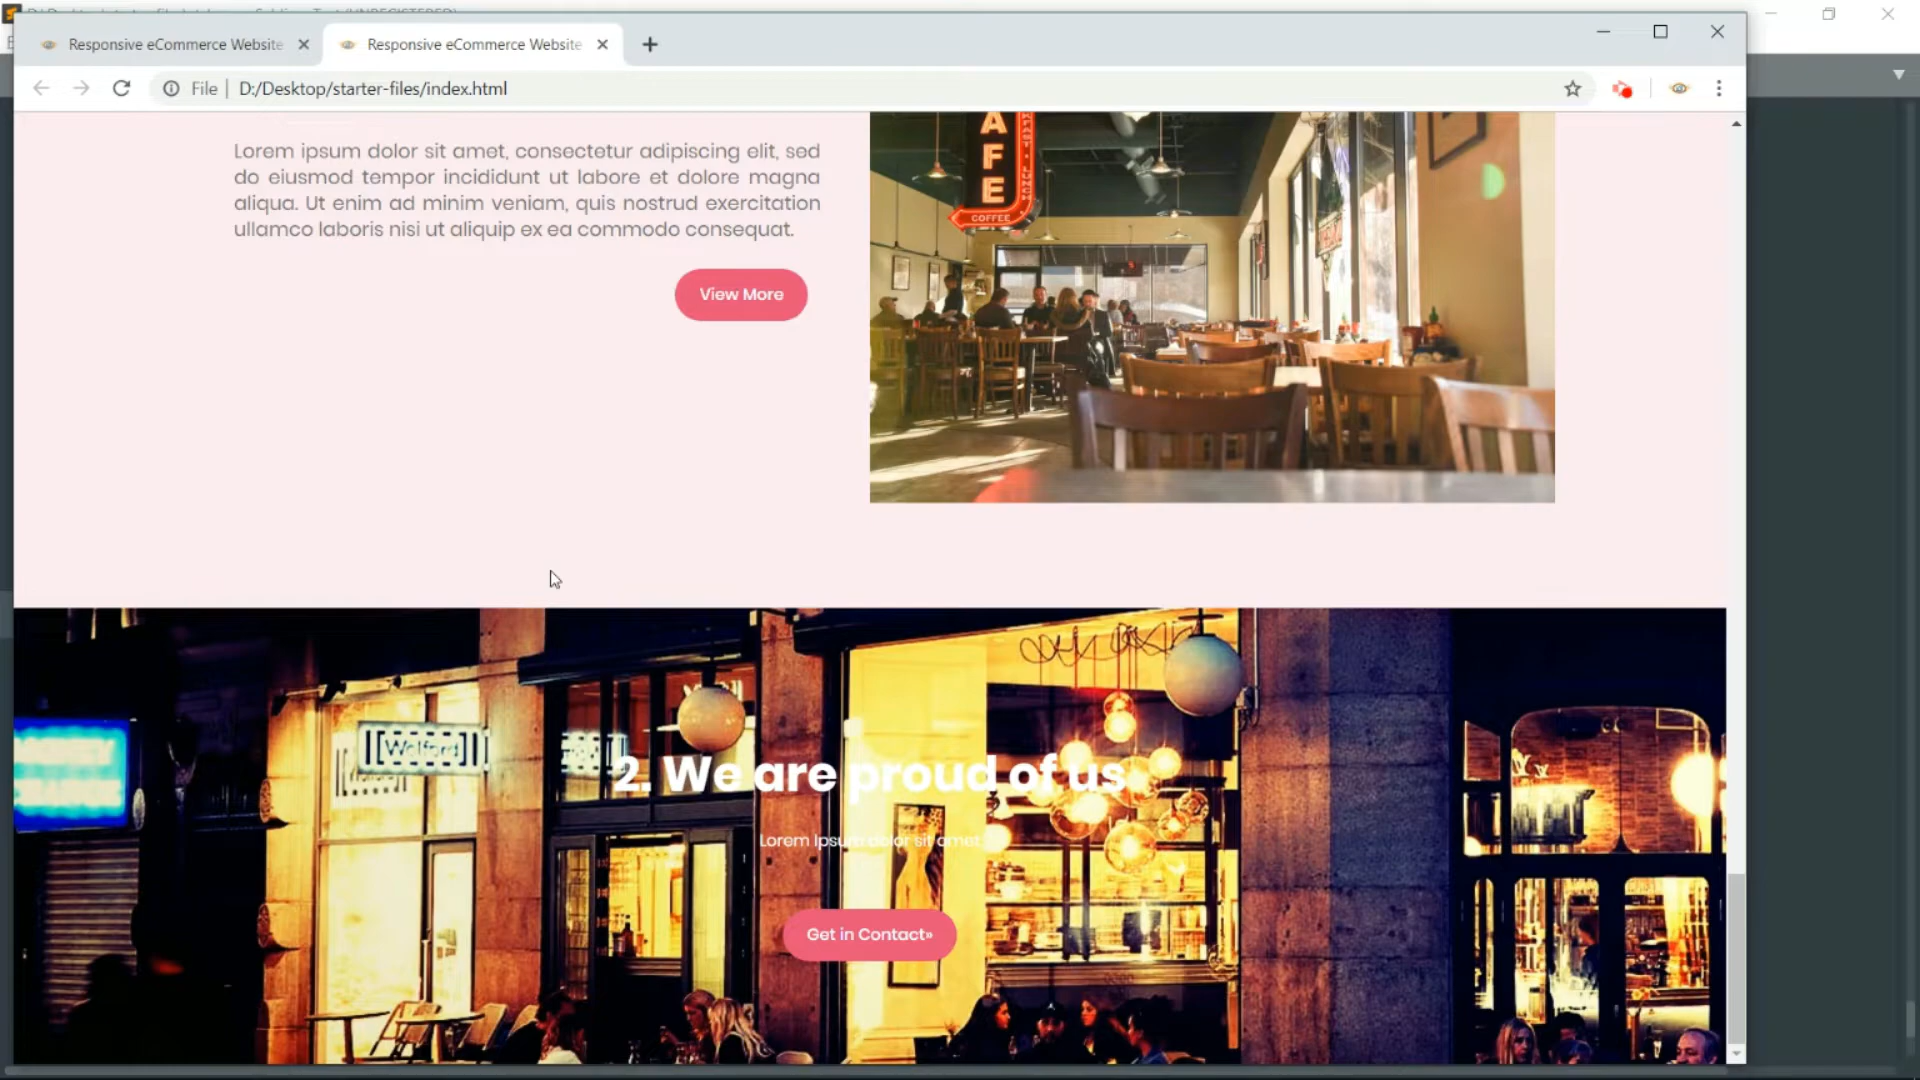 Responsive eCommerce Website
Responsive eCommerce Website
File
D:/Desktop/starter-files/index.html
Lorem ipsum dolor sit amet, consectetur adipiscing elit, sed
do eiusmod tempor incididunt ut labore et dolore magna
aliqua. Ut enim ad minim veniam, quis nostrud exercitation
ullamco laboris nisi ut aliquip ex ea commodo consequat.
View More
AFE
LUNCH
COFFEE
[[Wolford]]
2. We are proud of us
Lorem Ipsum dolor sit amet
Get in Contact»